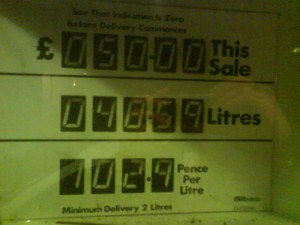 See That Indication Is Zero
Before Delivery Commences
£ 050.00 This
Sale
048.59 Litres
102.9 Pence
Per
Litre
Minimum Delivery 2 Litres